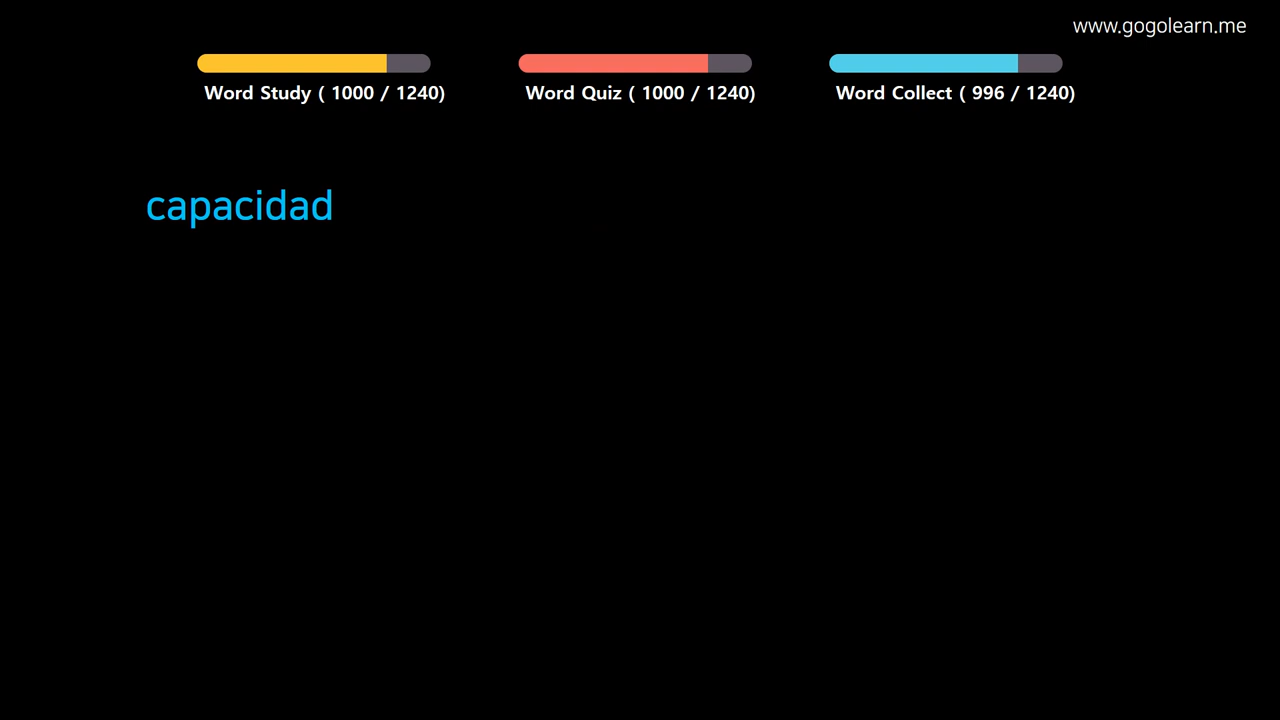 www.gogolearn.me
Word Study ( 1000 / 1240)
Word Quiz ( 1000 / 1240)
Word Collect ( 996 / 1240)
capacidad